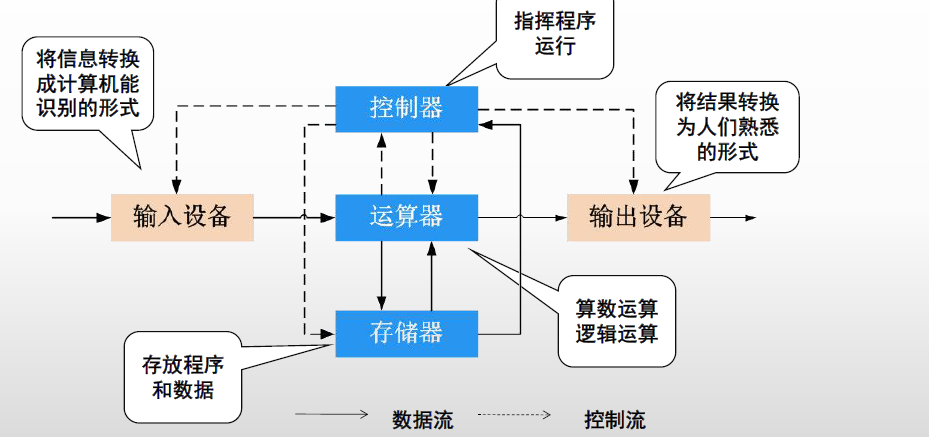 指挥程序
运行
将信息转换
成计算机能
识别的形式
控制器
将结果转换
为人们熟悉
的形式
输入设备
运算器
输出设备
算数运算
逻辑运算
存储器
存放程序
和数据
数据流
控制流